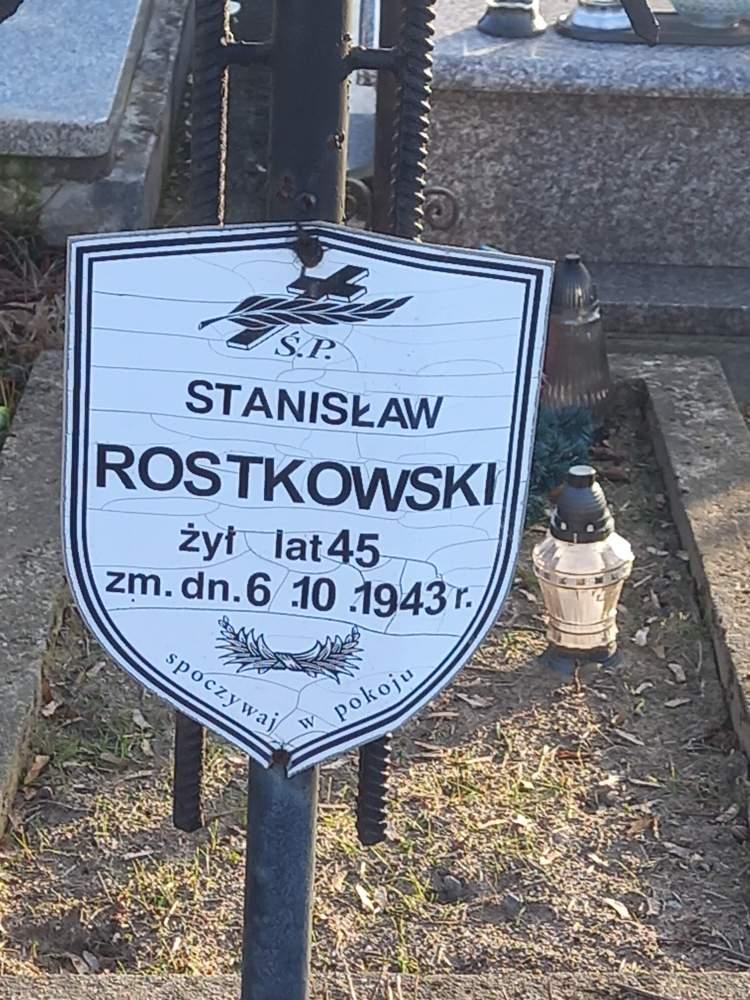 Ś.P.
STANISŁAW
ROSTKOWSKI
żył lat 45
zm. dn. 6 .10 .1943 r.
spoczywaj w pokoju